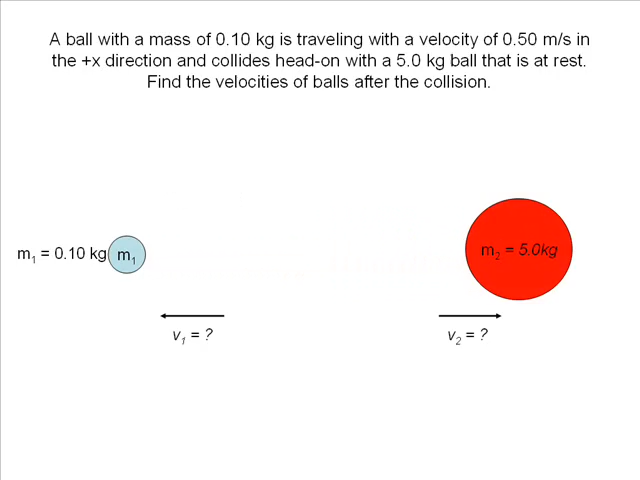 A ball with a mass of 0.10 kg is traveling with a velocity of 0.50 m/s in
the +x direction and collides head-on with a 5.0 kg ball that is at rest.
Find the velocities of balls after the collision.
m₁ = 0.10 kg
m₁
m₂ = 5.0kg
v₁ = ?
v₂ = ?